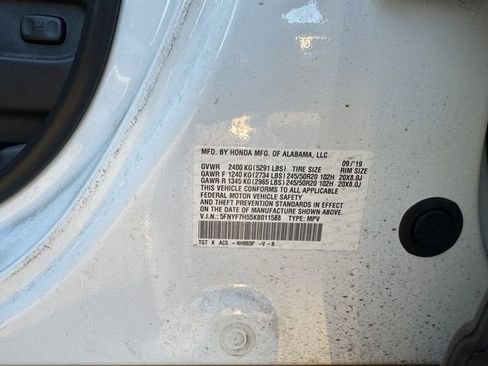 MFD. BY HONDA MFG. OF ALABAMA, LLC
09/'19
GVWR 2400 KG(5291 LBS) TIRE SIZE RIM SIZE
GAWR F 1240 KG(2734 LBS) 245/50R20 102H 20X8.0J
GAWR R 1345 KG(2965 LBS) 245/50R20 102H 20X8.0J
THIS VEHICLE CONFORMS TO ALL APPLICABLE
FEDERAL MOTOR VEHICLE SAFETY
AND THEFT PREVENTION STANDARDS IN EFFECT
ON THE DATE OF MANUFACTURE SHOWN ABOVE.
V.I.N.: 5FNYF7H55KB011588 TYPE: MPV
TGT K AC5 -NH883P -V -B